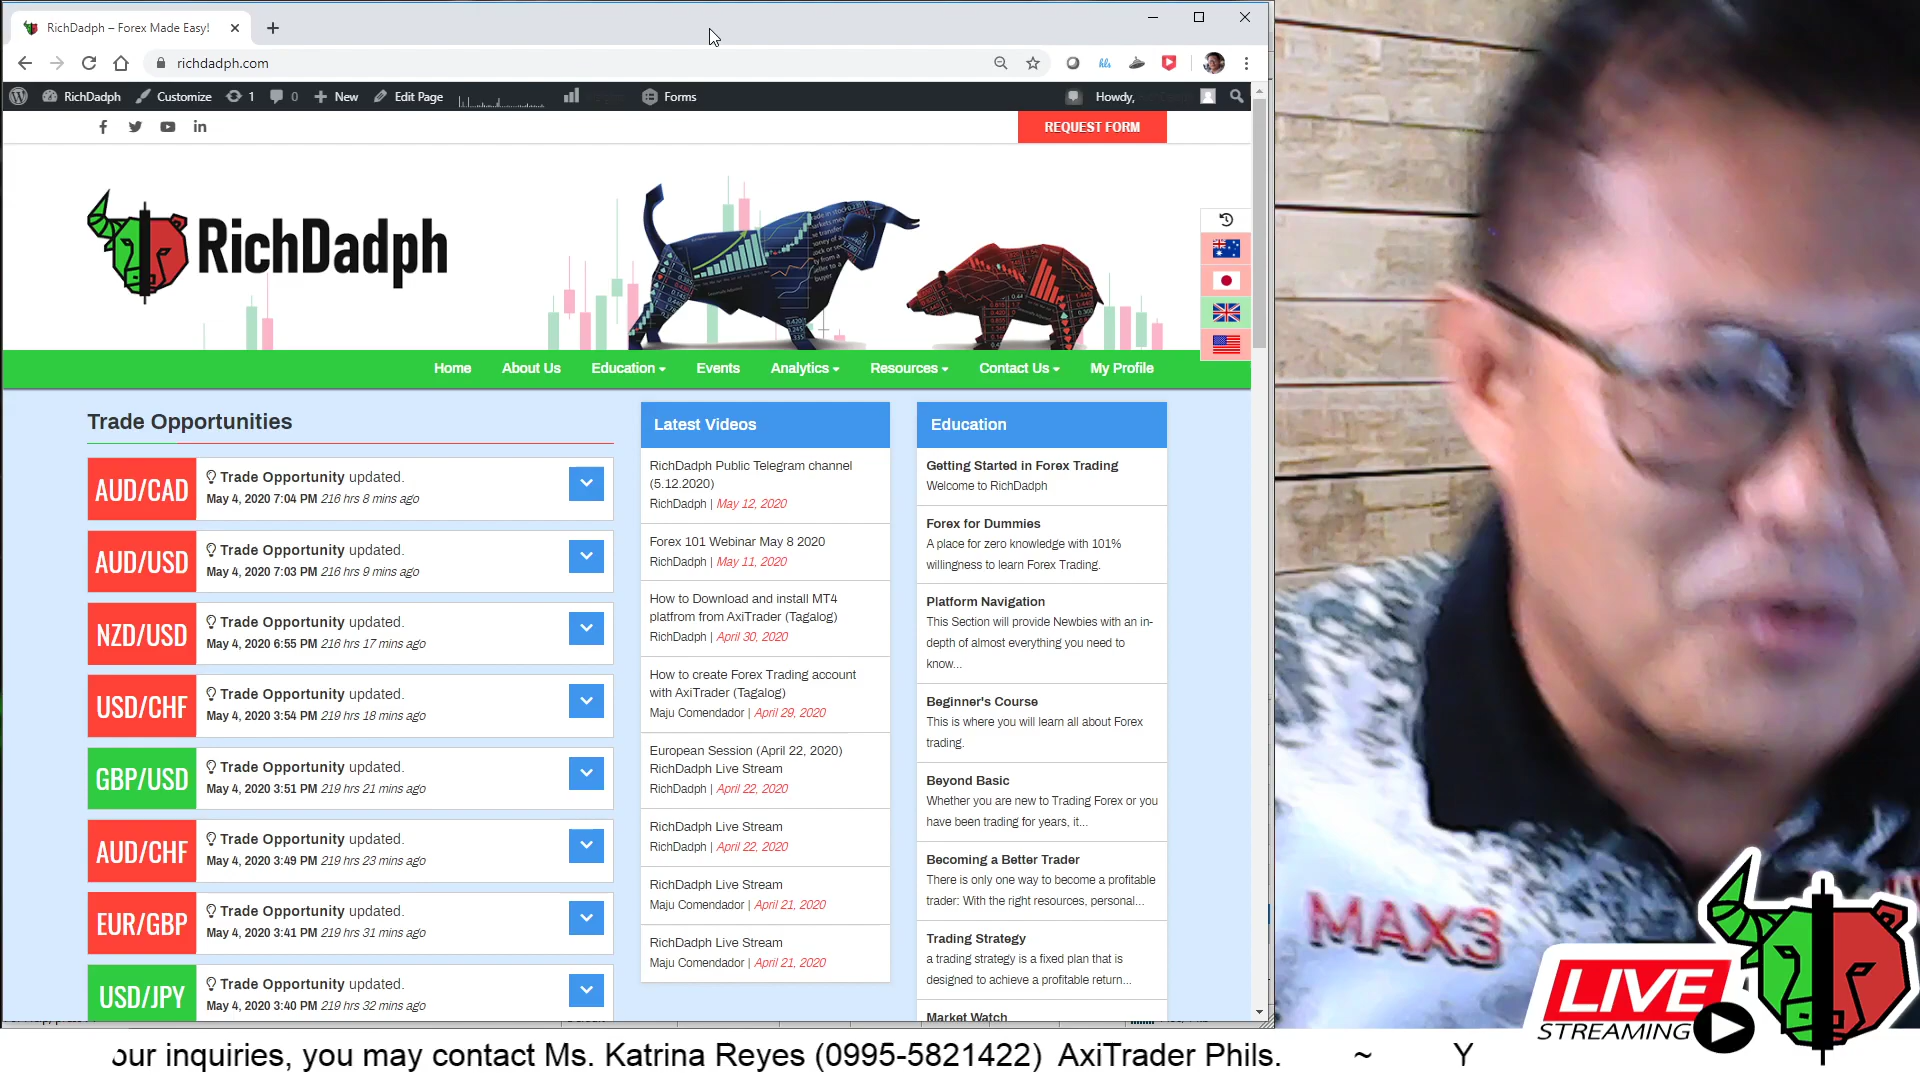 RichDadph – Forex Made Easy!
richdadph.com
RichDadph
Customize
1
0
New
Edit Page
Forms
Howdy,
REQUEST FORM
RichDadph
Home
About Us
Education
Events
Analytics
Resources
Contact Us
My Profile
Trade Opportunities
AUD/CAD
Trade Opportunity updated.
May 4, 2020 7:04 PM 216 hrs 8 mins ago
AUD/USD
Trade Opportunity updated.
May 4, 2020 7:03 PM 216 hrs 9 mins ago
NZD/USD
Trade Opportunity updated.
May 4, 2020 6:55 PM 216 hrs 17 mins ago
USD/CHF
Trade Opportunity updated.
May 4, 2020 3:54 PM 219 hrs 18 mins ago
GBP/USD
Trade Opportunity updated.
May 4, 2020 3:51 PM 219 hrs 21 mins ago
AUD/CHF
Trade Opportunity updated.
May 4, 2020 3:49 PM 219 hrs 23 mins ago
EUR/GBP
Trade Opportunity updated.
May 4, 2020 3:41 PM 219 hrs 31 mins ago
USD/JPY
Trade Opportunity updated.
May 4, 2020 3:40 PM 219 hrs 32 mins ago
Latest Videos
RichDadph Public Telegram channel
(5.12.2020)
RichDadph | May 12, 2020
Forex 101 Webinar May 8 2020
RichDadph | May 11, 2020
How to Download and install MT4
platfrom from AxiTrader (Tagalog)
RichDadph | April 30, 2020
How to create Forex Trading account
with AxiTrader (Tagalog)
Maju Comendador | April 29, 2020
European Session (April 22, 2020)
RichDadph Live Stream
RichDadph | April 22, 2020
RichDadph Live Stream
RichDadph | April 22, 2020
RichDadph Live Stream
Maju Comendador | April 21, 2020
RichDadph Live Stream
Maju Comendador | April 21, 2020
Education
Getting Started in Forex Trading
Welcome to RichDadph
Forex for Dummies
A place for zero knowledge with 101%
willingness to learn Forex Trading.
Platform Navigation
This Section will provide Newbies with an in-
depth of almost everything you need to
know...
Beginner's Course
This is where you will learn all about Forex
trading.
Beyond Basic
Whether you are new to Trading Forex or you
have been trading for years, it...
Becoming a Better Trader
There is only one way to become a profitable
trader: With the right resources, personal...
Trading Strategy
a trading strategy is a fixed plan that is
designed to achieve a profitable return...
Market Watch
MAX3
LIVE
STREAMING
our inquiries, you may contact Ms. Katrina Reyes (0995-5821422) AxiTrader Phils. ~ Y